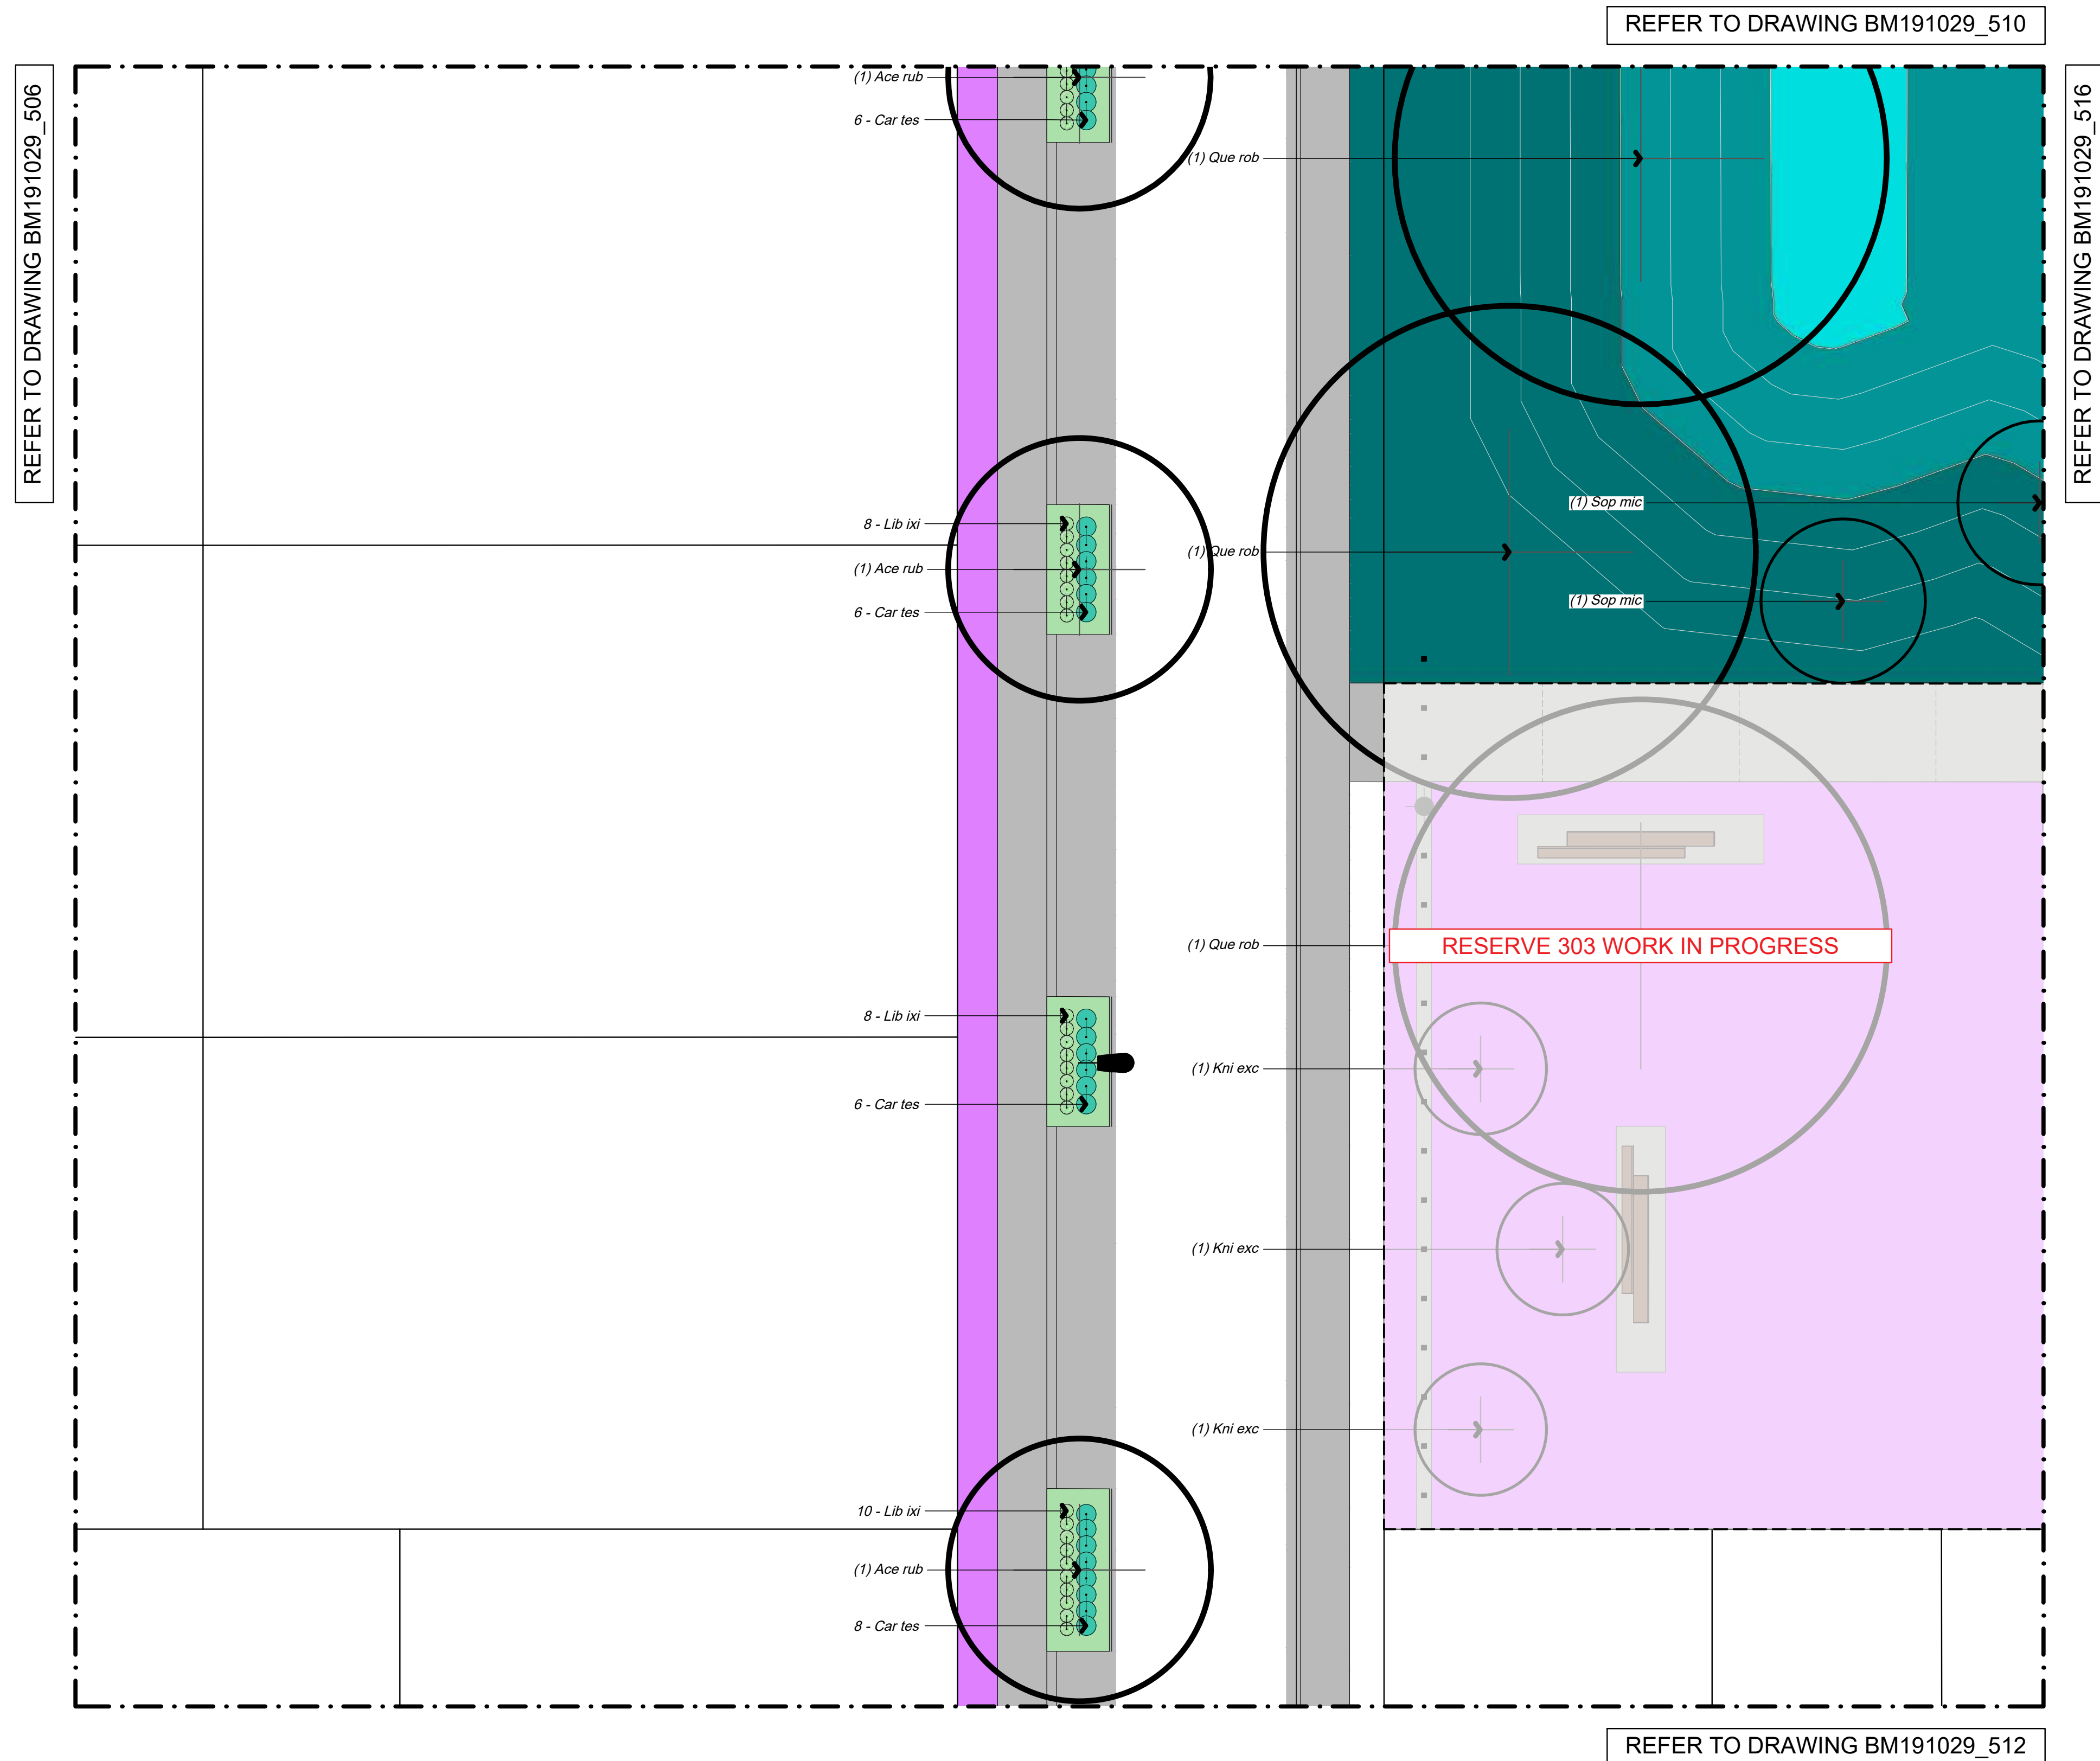 REFER TO DRAWING BM191029_510
REFER TO DRAWING BM191029_506
REFER TO DRAWING BM191029_516
(1) Ace rub
6 - Car tes
(1) Que rob
8 - Lib ixi
(1) Ace rub
6 - Car tes
(1) Que rob
(1) Sop mic
(1) Sop mic
(1) Que rob
RESERVE 303 WORK IN PROGRESS
8 - Lib ixi
6 - Car tes
(1) Kni exc
(1) Kni exc
(1) Kni exc
10 - Lib ixi
(1) Ace rub
8 - Car tes
REFER TO DRAWING BM191029_512